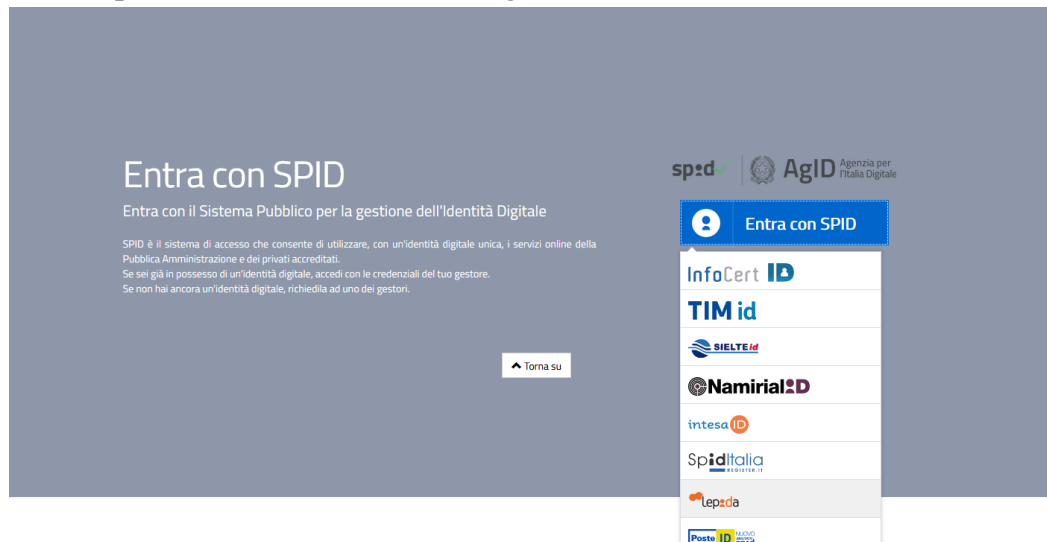 Entra con SPID
Entra con il Sistema Pubblico per la gestione dell'Identità Digitale
SPID è il sistema di accesso che consente di utilizzare, con un'identità digitale unica, i servizi online della
Pubblica Amministrazione e dei privati accreditati.
Se sei già in possesso di un'identità digitale, accedi con le credenziali del tuo gestore.
Se non hai ancora un'identità digitale, richiedila ad uno dei gestori.
Torna su
spid
AgID Agenzia per
l'Italia Digitale
Entra con SPID
InfoCert ID
TIM id
SIELTE id
Namirial ID
intesa ID
SpidItalia
REGISTER.IT
Lepida
Poste ID NUOVO